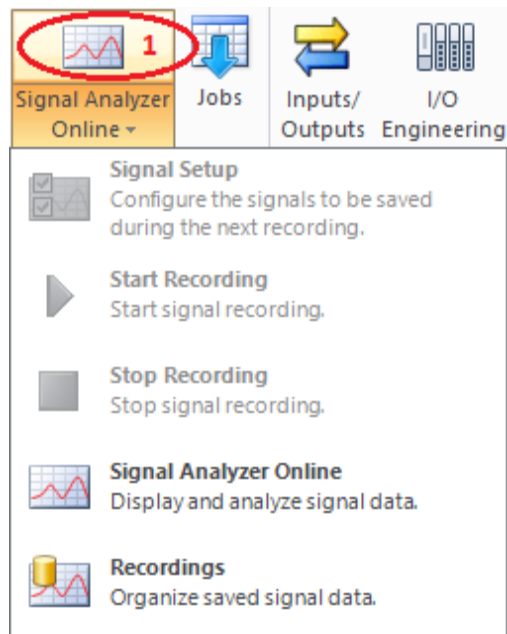 1
Signal Analyzer
Online
Jobs
Inputs/
Outputs
I/O
Engineering
Signal Setup
Configure the signals to be saved
during the next recording.
Start Recording
Start signal recording.
Stop Recording
Stop signal recording.
Signal Analyzer Online
Display and analyze signal data.
Recordings
Organize saved signal data.